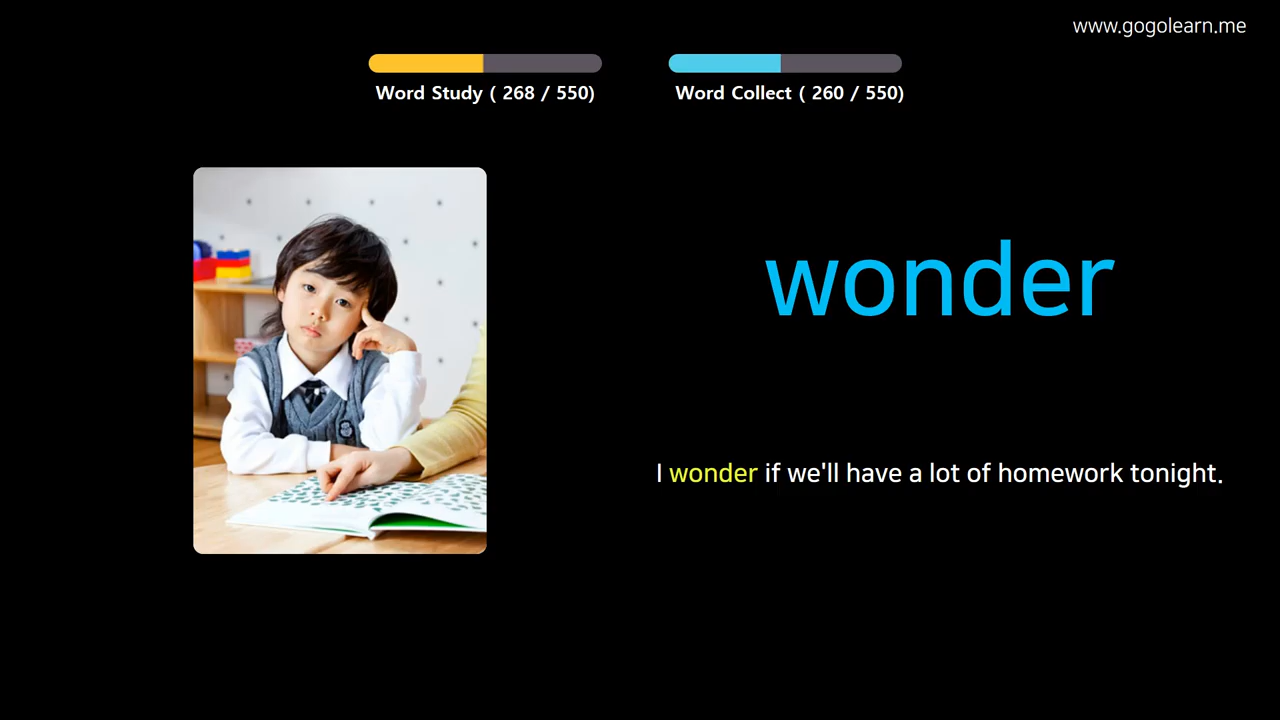 www.gogolearn.me
Word Study ( 268 / 550)
Word Collect ( 260 / 550)
wonder
I wonder if we'll have a lot of homework tonight.